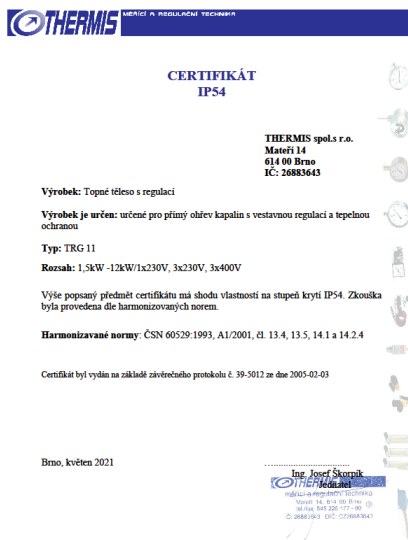 THERMIS
MĚŘÍCÍ A REGULAČNÍ TECHNIKA
CERTIFIKÁT
IP54
THERMIS spol.s r.o.
Mateří 14
614 00 Brno
IČ: 26883643
Výrobek: Topné těleso s regulací
Výrobek je určen: určené pro přímý ohřev kapalin s vestavnou regulací a tepelnou
ochranou
Typ: TRG 11
Rozsah: 1,5kW -12kW/1x230V, 3x230V, 3x400V
Výše popsaný předmět certifikátu má shodu vlastností na stupeň krytí IP54. Zkouška
byla provedena dle harmonizovaných norem.
Harmonizavané normy: ČSN 60529:1993, A1/2001, čl. 13.4, 13.5, 14.1 a 14.2.4
Certifikát byl vydán na základě závěrečného protokolu č. 39-5012 ze dne 2005-02-03
Brno, květen 2021
Ing. Josef Škorpík
Jednatel
THERMIS
měřicí a regulační technika
Mateří 14, 614 00 Brno